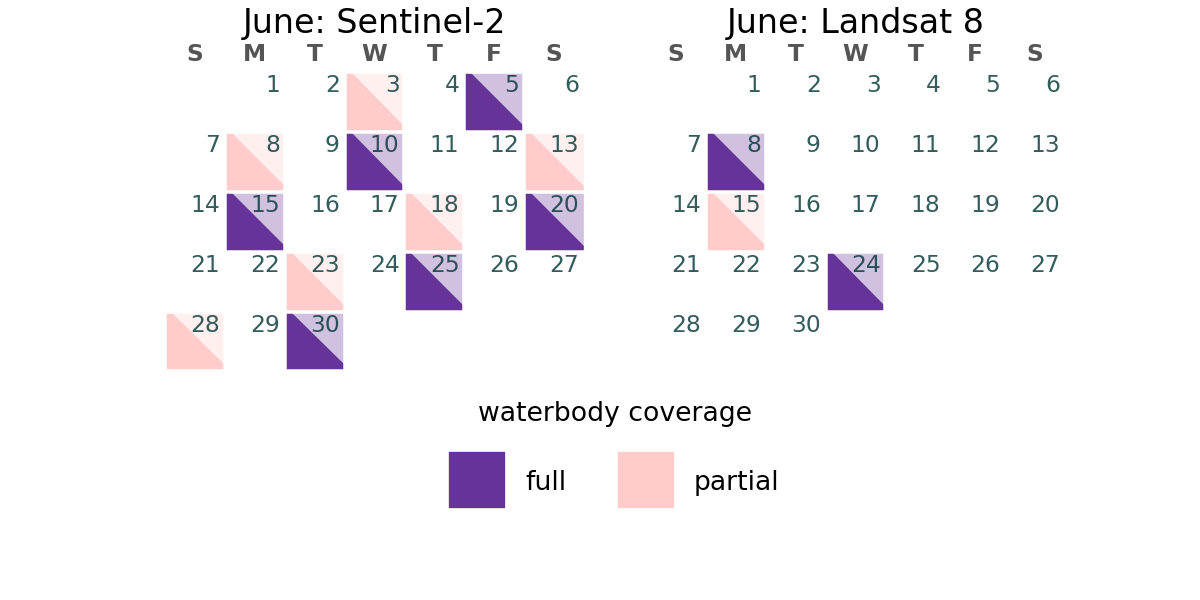 June: Sentinel-2
S M T W T F S
1 2 3 4 5 6
7 8 9 10 11 12 13
14 15 16 17 18 19 20
21 22 23 24 25 26 27
28 29 30
June: Landsat 8
S M T W T F S
1 2 3 4 5 6
7 8 9 10 11 12 13
14 15 16 17 18 19 20
21 22 23 24 25 26 27
28 29 30
waterbody coverage
full partial